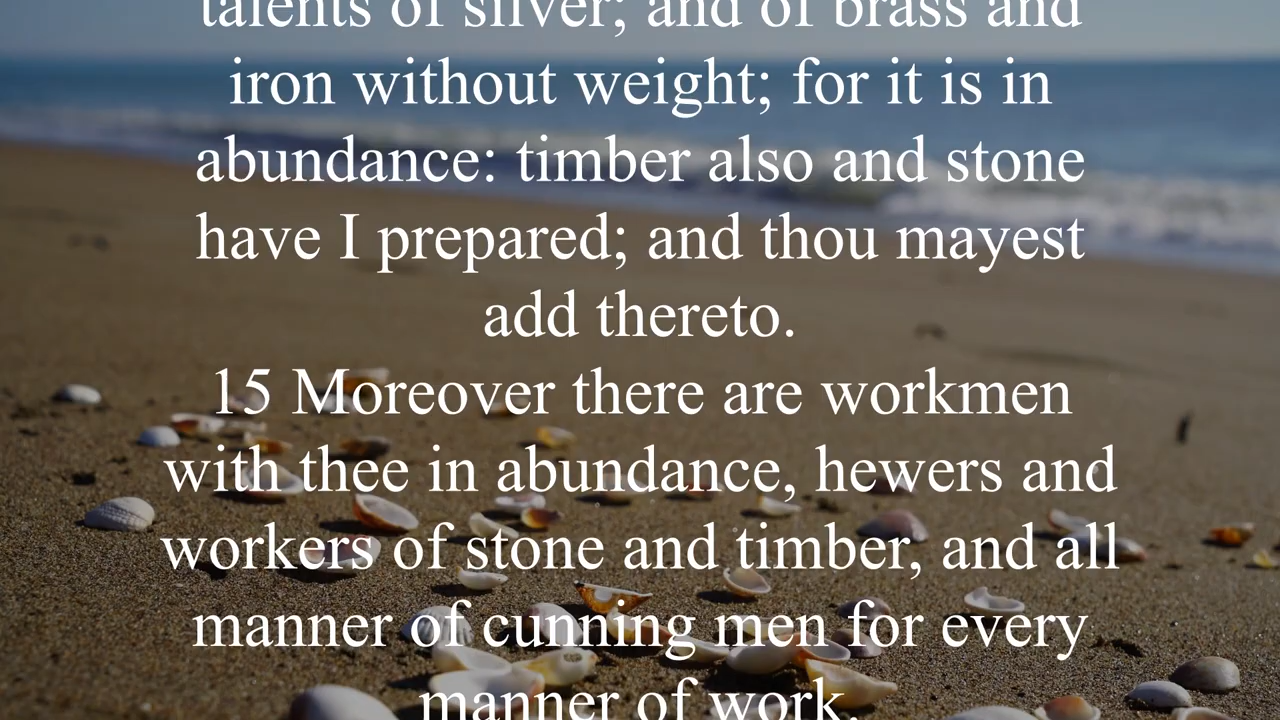 talents of silver; and of brass and
iron without weight; for it is in
abundance: timber also and stone
have I prepared; and thou mayest
add thereto.
15 Moreover there are workmen
with thee in abundance, hewers and
workers of stone and timber, and all
manner of cunning men for every
manner of work.